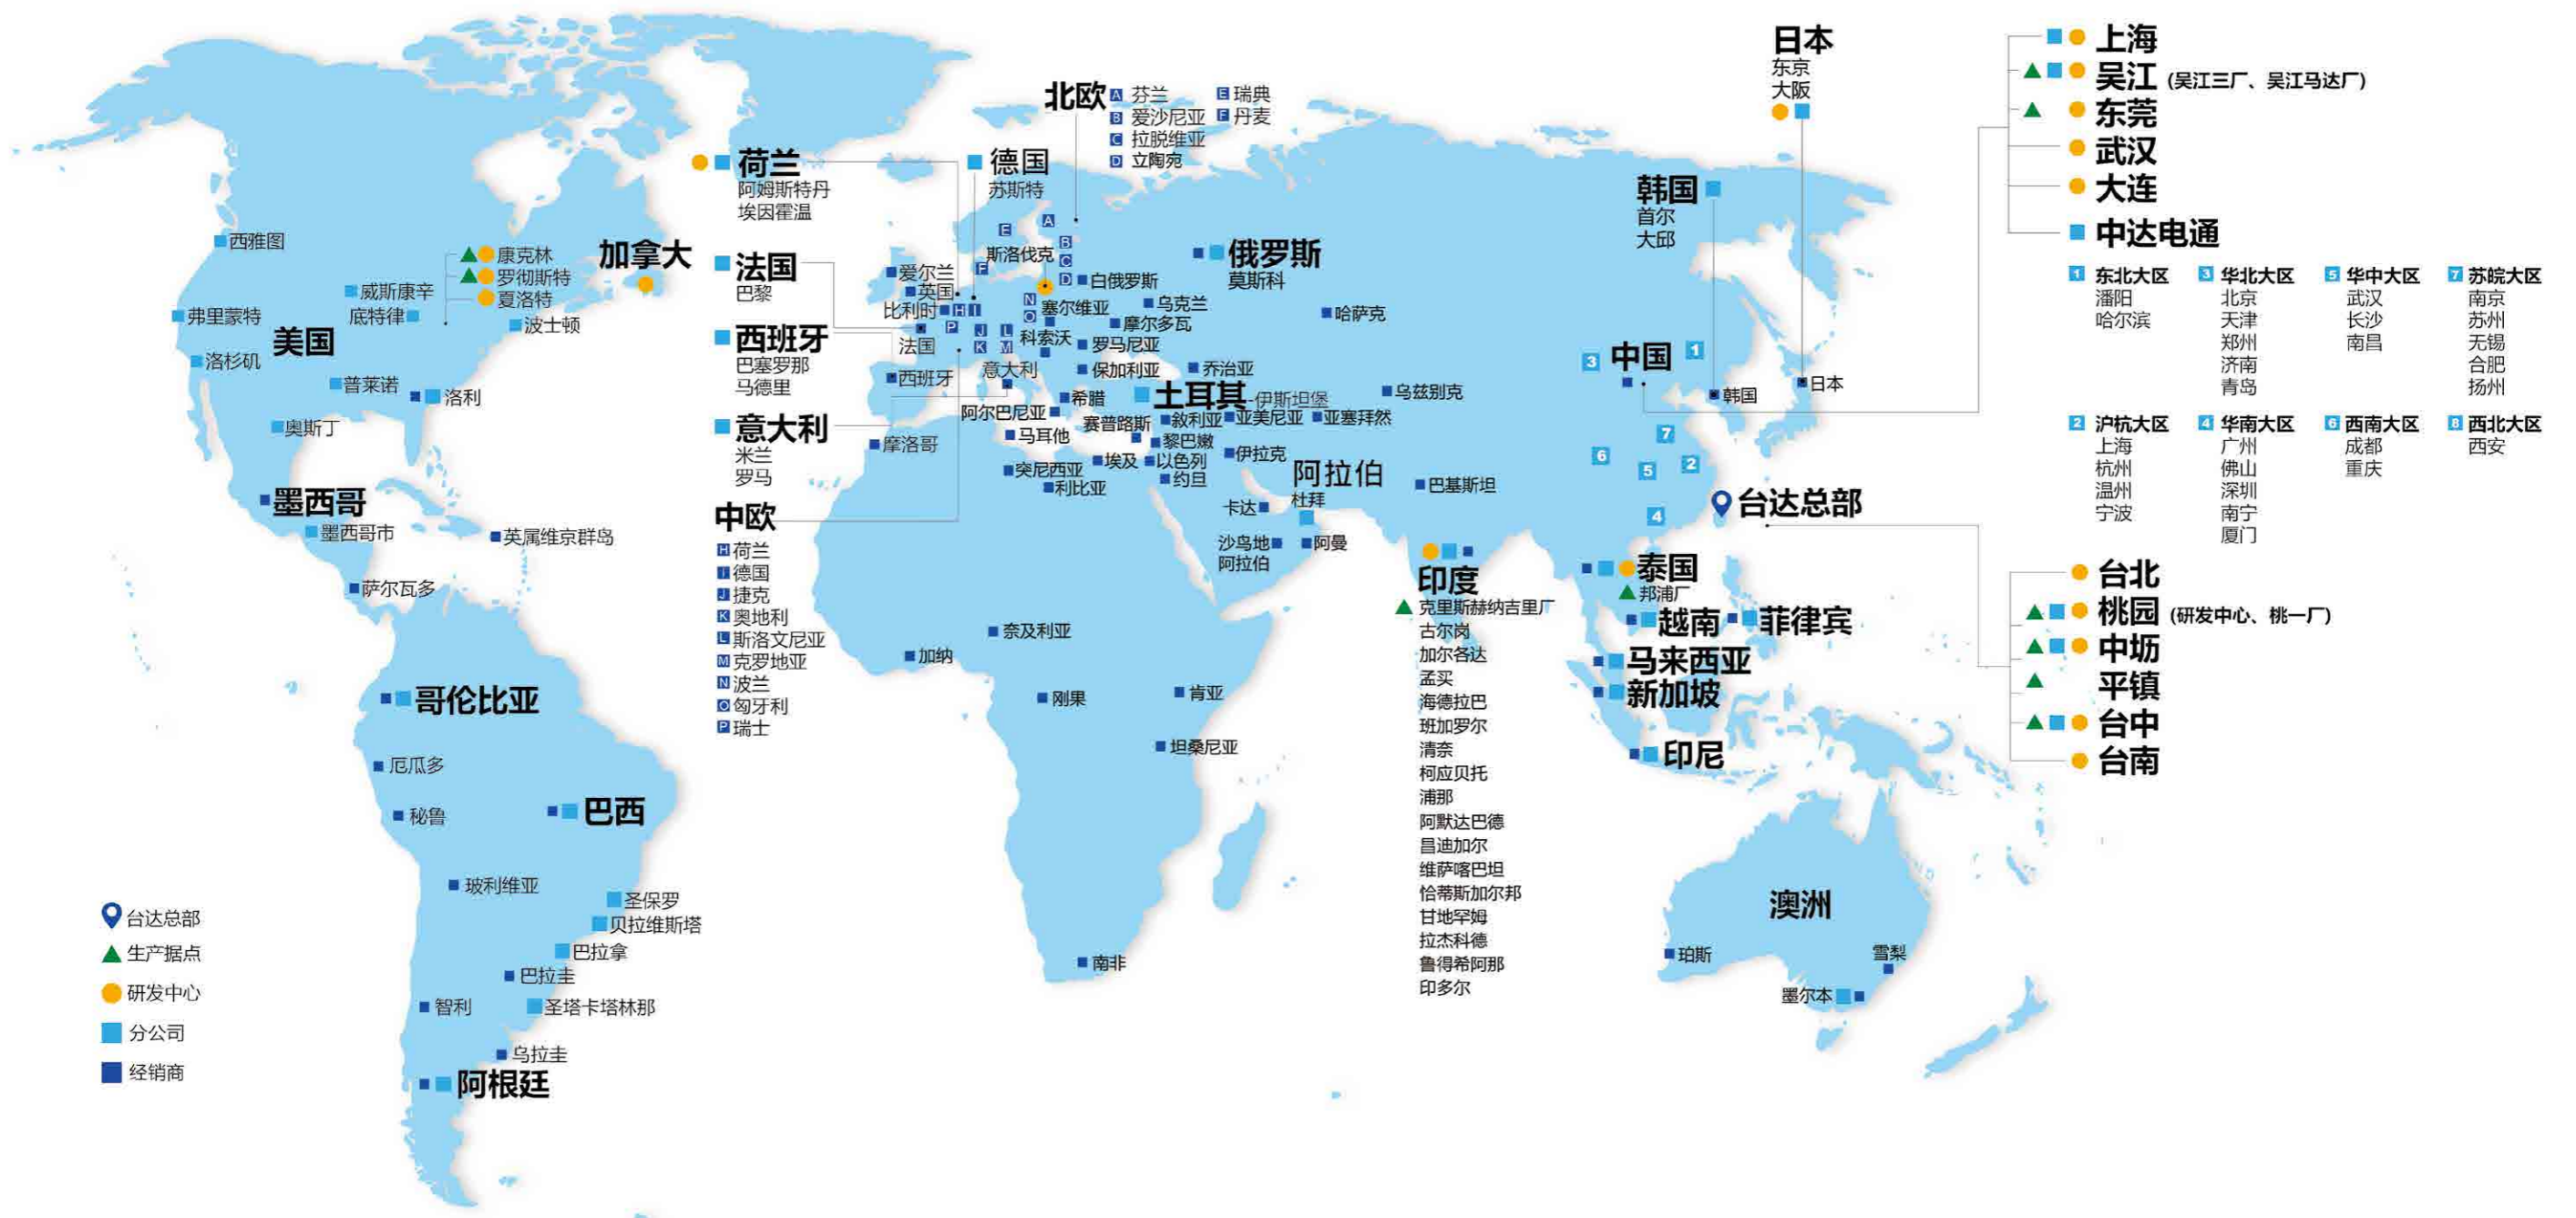 日本
东京
大阪
上海
吴江 (吴江三厂、吴江马达厂)
东莞
武汉
大连
中达电通
1 东北大区
潘阳
哈尔滨
3 华北大区
北京
天津
郑州
济南
青岛
5 华中大区
武汉
长沙
南昌
7 苏皖大区
南京
苏州
无锡
合肥
扬州
2 沪杭大区
上海
杭州
温州
宁波
4 华南大区
广州
佛山
深圳
南宁
厦门
6 西南大区
成都
重庆
8 西北大区
西安
北欧
A 芬兰
B 爱沙尼亚
C 拉脱维亚
D 立陶宛
E 瑞典
F 丹麦
荷兰
阿姆斯特丹
埃因霍温
德国
苏斯特
韩国
首尔
大邱
西雅图
康克林
罗彻斯特
夏洛特
加拿大
威斯康辛
底特律
弗里蒙特
波士顿
美国
洛杉矶
普莱诺
洛利
奥斯丁
墨西哥
墨西哥市
英属维京群岛
萨尔瓦多
法国
巴黎
西班牙
巴塞罗那
马德里
意大利
米兰
罗马
中欧
H 荷兰
I 德国
J 捷克
K 奥地利
L 斯洛文尼亚
M 克罗地亚
N 波兰
O 匈牙利
P 瑞士
A
E
B
斯洛伐克
C
F
D 白俄罗斯
爱尔兰
英国
比利时 H I
N
塞尔维亚
O
乌克兰
P
J
L
摩尔多瓦
法国
K
M
科索沃
罗马尼亚
意大利
保加利亚
乔治亚
西班牙
希腊
土耳其 -伊斯坦堡
阿尔巴尼亚
赛普路斯
叙利亚
亚美尼亚
亚塞拜然
马耳他
摩洛哥
黎巴嫩
突尼西亚
埃及
以色列
伊拉克
利比亚
约旦
俄罗斯
莫斯科
哈萨克
乌兹别克
阿拉伯
杜拜
巴基斯坦
卡达
沙鸟地
阿拉伯
阿曼
中国
3
1
7
6
5
2
4
韩国
日本
台达总部
印度
克里斯赫纳吉里厂
古尔岗
加尔各达
孟买
海德拉巴
班加罗尔
清奈
柯应贝托
浦那
阿默达巴德
昌迪加尔
维萨喀巴坦
恰蒂斯加尔邦
甘地罕姆
拉杰科德
鲁得希阿那
印多尔
泰国
邦浦厂
越南
菲律宾
马来西亚
新加坡
印尼
台北
桃园 (研发中心、桃一厂)
中坜
平镇
台中
台南
奈及利亚
加纳
刚果
肯亚
坦桑尼亚
南非
哥伦比亚
厄瓜多
秘鲁
巴西
玻利维亚
圣保罗
贝拉维斯塔
巴拉拿
巴拉圭
智利
圣塔卡塔林那
乌拉圭
阿根廷
澳洲
珀斯
雪梨
墨尔本
台达总部
生产据点
研发中心
分公司
经销商